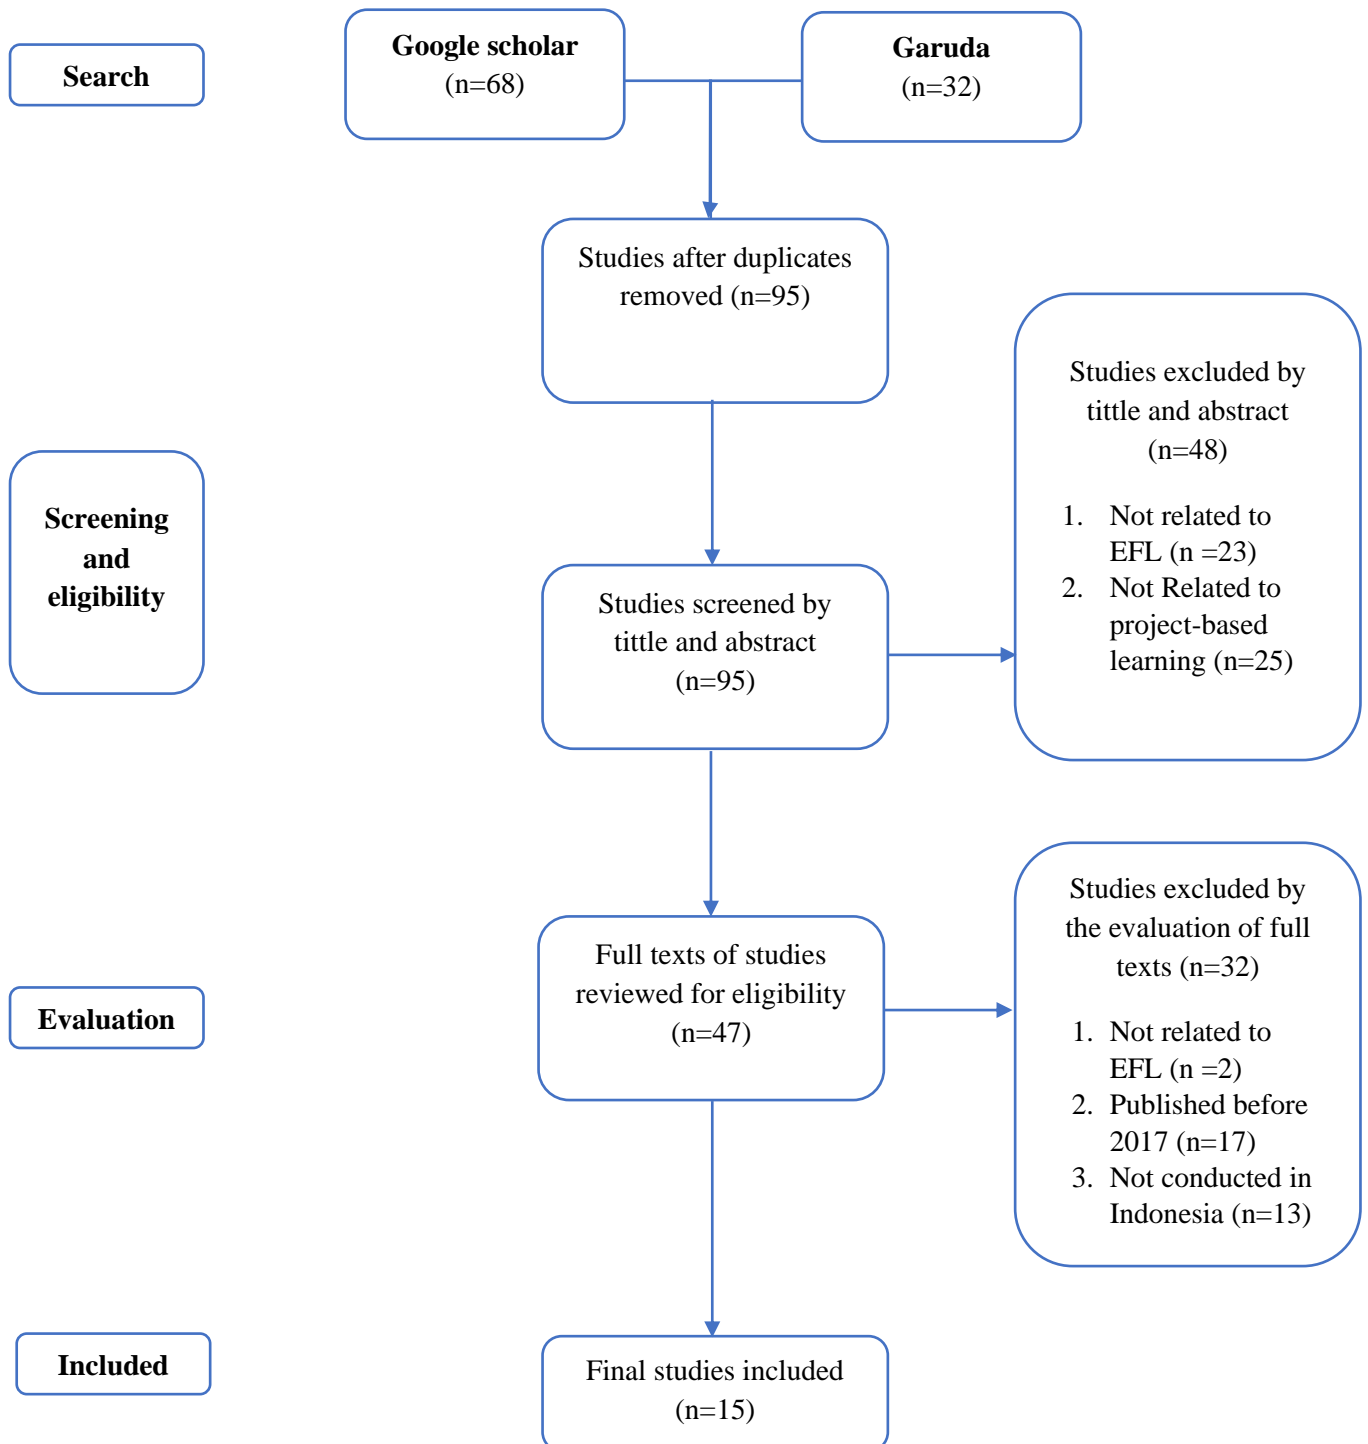 Search
Google scholar
(n=68)
Garuda
(n=32)
Studies after duplicates
removed (n=95)
Screening
and
eligibility
Studies screened by
tittle and abstract
(n=95)
Studies excluded by
tittle and abstract
(n=48)
1. Not related to
EFL (n =23)
2. Not Related to
project-based
learning (n=25)
Evaluation
Full texts of studies
reviewed for eligibility
(n=47)
Studies excluded by
the evaluation of full
texts (n=32)
1. Not related to
EFL (n =2)
2. Published before
2017 (n=17)
3. Not conducted in
Indonesia (n=13)
Included
Final studies included
(n=15)